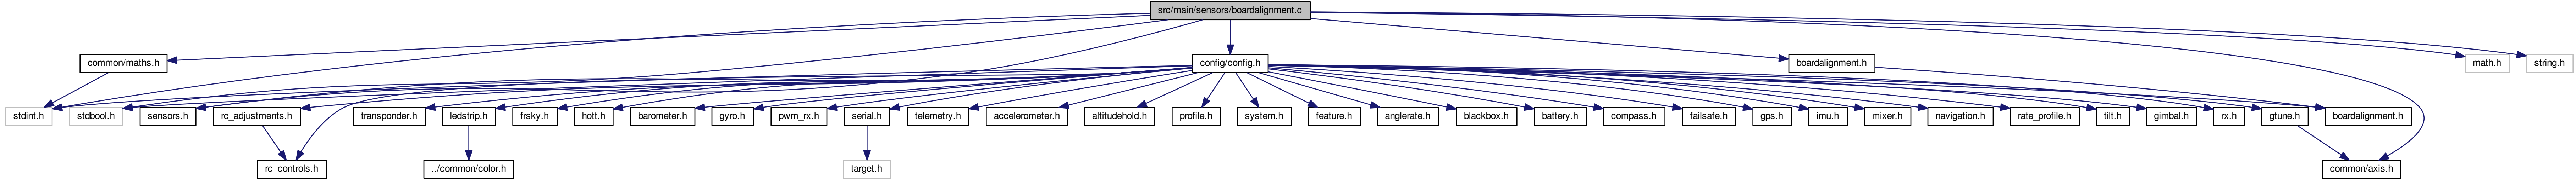 src/main/sensors/boardalignment.c
common/maths.h
config/config.h
boardalignment.h
math.h
string.h
stdint.h
stdbool.h
sensors.h
rc_adjustments.h
transponder.h
ledstrip.h
frsky.h
hott.h
barometer.h
gyro.h
pwm_rx.h
serial.h
telemetry.h
accelerometer.h
altitudehold.h
profile.h
system.h
feature.h
anglerate.h
blackbox.h
battery.h
compass.h
failsafe.h
gps.h
imu.h
mixer.h
navigation.h
rate_profile.h
tilt.h
gimbal.h
rx.h
gtune.h
boardalignment.h
rc_controls.h
../common/color.h
target.h
common/axis.h